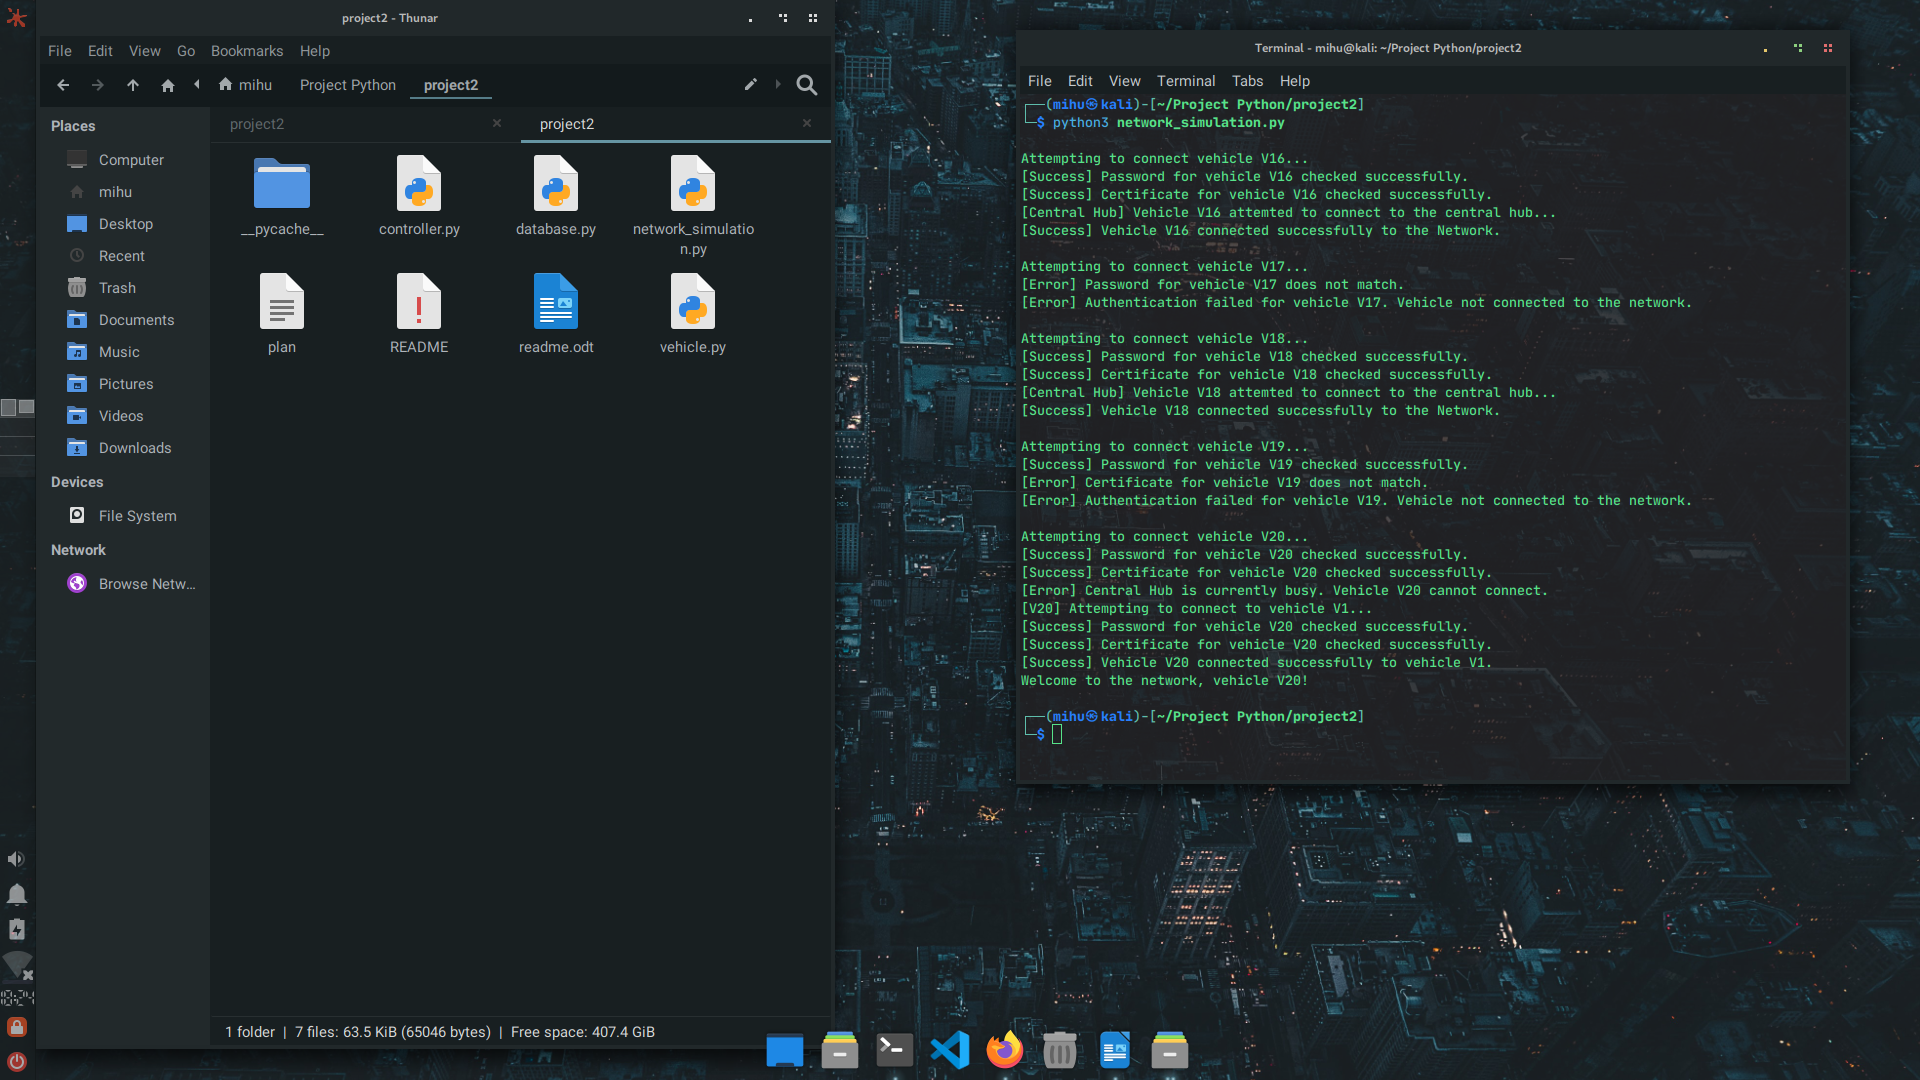 project2 - Thunar
File Edit View Go Bookmarks Help
mihu Project Python project2
Places
Computer
mihu
Desktop
Recent
Trash
Documents
Music
Pictures
Videos
Downloads
Devices
File System
Network
Browse Netw...
project2
project2
__pycache__
controller.py
database.py
network_simulatio
n.py
plan
README
readme.odt
vehicle.py
1 folder | 7 files: 63.5 KiB (65046 bytes) | Free space: 407.4 GiB
Terminal - mihu@kali: ~/Project Python/project2
File Edit View Terminal Tabs Help
┌──(mihu㉿kali)-[~/Project Python/project2]
└─$ python3 network_simulation.py
Attempting to connect vehicle V16...
[Success] Password for vehicle V16 checked successfully.
[Success] Certificate for vehicle V16 checked successfully.
[Central Hub] Vehicle V16 attemted to connect to the central hub...
[Success] Vehicle V16 connected successfully to the Network.
Attempting to connect vehicle V17...
[Error] Password for vehicle V17 does not match.
[Error] Authentication failed for vehicle V17. Vehicle not connected to the network.
Attempting to connect vehicle V18...
[Success] Password for vehicle V18 checked successfully.
[Success] Certificate for vehicle V18 checked successfully.
[Central Hub] Vehicle V18 attemted to connect to the central hub...
[Success] Vehicle V18 connected successfully to the Network.
Attempting to connect vehicle V19...
[Success] Password for vehicle V19 checked successfully.
[Error] Certificate for vehicle V19 does not match.
[Error] Authentication failed for vehicle V19. Vehicle not connected to the network.
Attempting to connect vehicle V20...
[Success] Password for vehicle V20 checked successfully.
[Success] Certificate for vehicle V20 checked successfully.
[Error] Central Hub is currently busy. Vehicle V20 cannot connect.
[V20] Attempting to connect to vehicle V1...
[Success] Password for vehicle V20 checked successfully.
[Success] Certificate for vehicle V20 checked successfully.
[Success] Vehicle V20 connected successfully to vehicle V1.
Welcome to the network, vehicle V20!
┌──(mihu㉿kali)-[~/Project Python/project2]
└─$